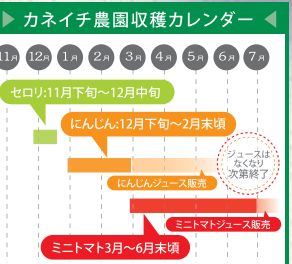 カネイチ農園収穫カレンダー
11月 12月 1月 2月 3月 4月 5月 6月 7月
セロリ:11月下旬〜12月中旬
にんじん:12月下旬〜2月末頃
ジュースは
なくなり
次第終了
にんじんジュース販売
ミニトマトジュース販売
ミニトマト3月〜6月末頃